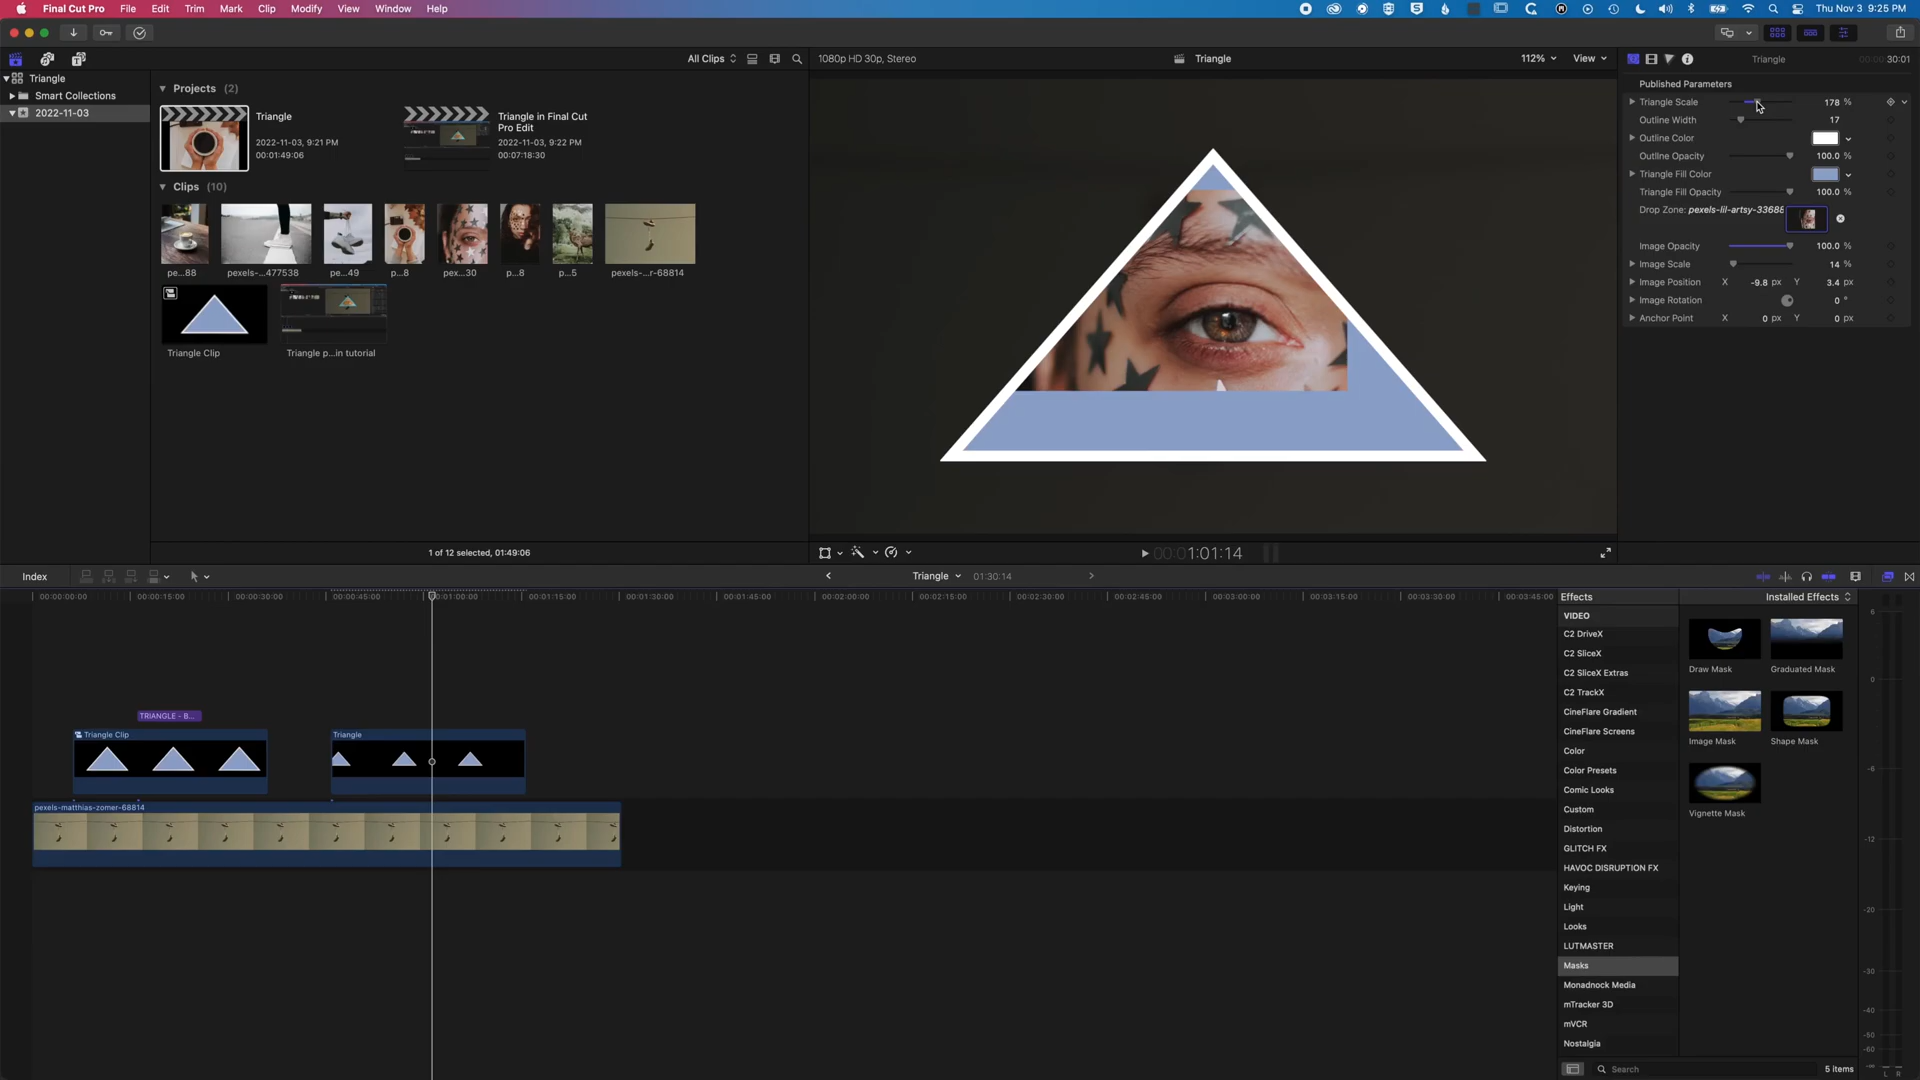 Final Cut Pro File Edit Trim Mark Clip Modify View Window Help Thu Nov 3 9:25 PM
All Clips 1080p HD 30p, Stereo Triangle 112% View Triangle 30:01
Triangle
Smart Collections
2022-11-03
Projects (2)
Triangle
2022-11-03, 9:21 PM
00:01:49:06
Triangle in Final Cut
Pro Edit
2022-11-03, 9:22 PM
00:07:18:30
Clips (10)
pe...88 pexels-...477538 pe...49 p...8 pex...30 p...8 p...5 pexels-...r-68814
Triangle Clip Triangle p...in tutorial
1 of 12 selected, 01:49:06
1:01:14
Published Parameters
Triangle Scale 178 %
Outline Width 17
Outline Color
Outline Opacity 100.0 %
Triangle Fill Color
Triangle Fill Opacity 100.0 %
Drop Zone: pexels-lil-artsy-33688
Image Opacity 100.0 %
Image Scale 14 %
Image Position X -9.8 px Y 3.4 px
Image Rotation 0 °
Anchor Point X 0 px Y 0 px
Index Triangle 01:30:14
00:00:00:00 00:00:15:00 00:00:30:00 00:00:45:00 00:01:00:00 00:01:15:00 00:01:30:00 00:01:45:00 00:02:00:00 00:02:15:00 00:02:30:00 00:02:45:00 00:03:00:00 00:03:15:00 00:03:30:00 00:03:45:00
TRIANGLE - B...
Triangle Clip Triangle
pexels-matthias-zomer-68814
Effects Installed Effects
VIDEO
C2 DriveX
C2 SliceX
C2 SliceX Extras
C2 TrackX
CineFlare Gradient
CineFlare Screens
Color
Color Presets
Comic Looks
Custom
Distortion
GLITCH FX
HAVOC DISRUPTION FX
Keying
Light
Looks
LUTMASTER
Masks
Monadnock Media
mTracker 3D
mVCR
Nostalgia
Draw Mask Graduated Mask
Image Mask Shape Mask
Vignette Mask
6
0
-6
-12
-20
-30
-40
-50
-60
-∞
L R
Search 5 items